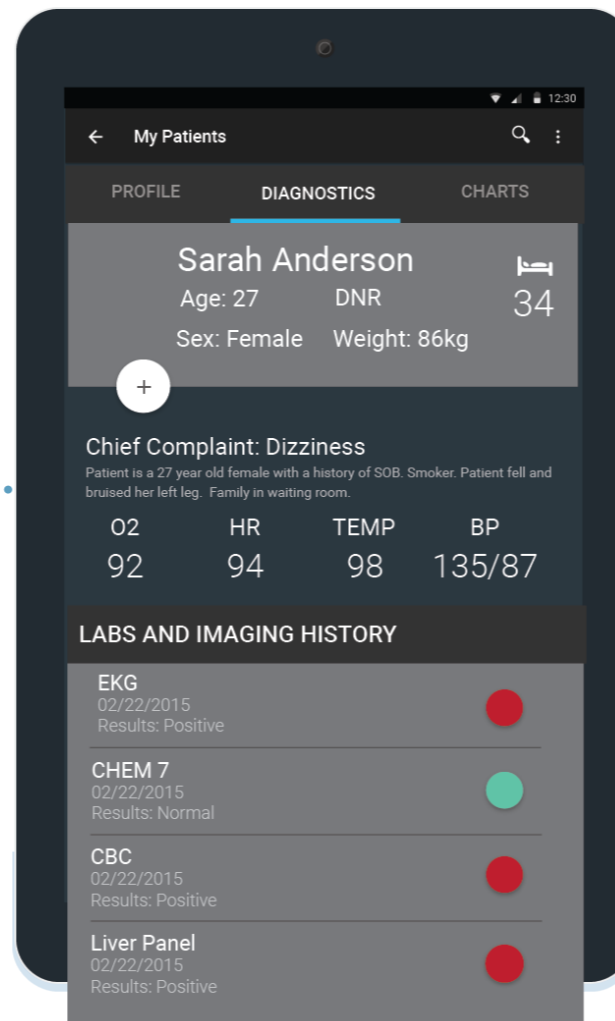 12:30
My Patients
PROFILE DIAGNOSTICS CHARTS
Sarah Anderson
Age: 27 DNR 34
Sex: Female Weight: 86kg
+
Chief Complaint: Dizziness
Patient is a 27 year old female with a history of SOB. Smoker. Patient fell and
bruised her left leg. Family in waiting room.
O2 HR TEMP BP
92 94 98 135/87
LABS AND IMAGING HISTORY
EKG
02/22/2015
Results: Positive
CHEM 7
02/22/2015
Results: Normal
CBC
02/22/2015
Results: Positive
Liver Panel
02/22/2015
Results: Positive